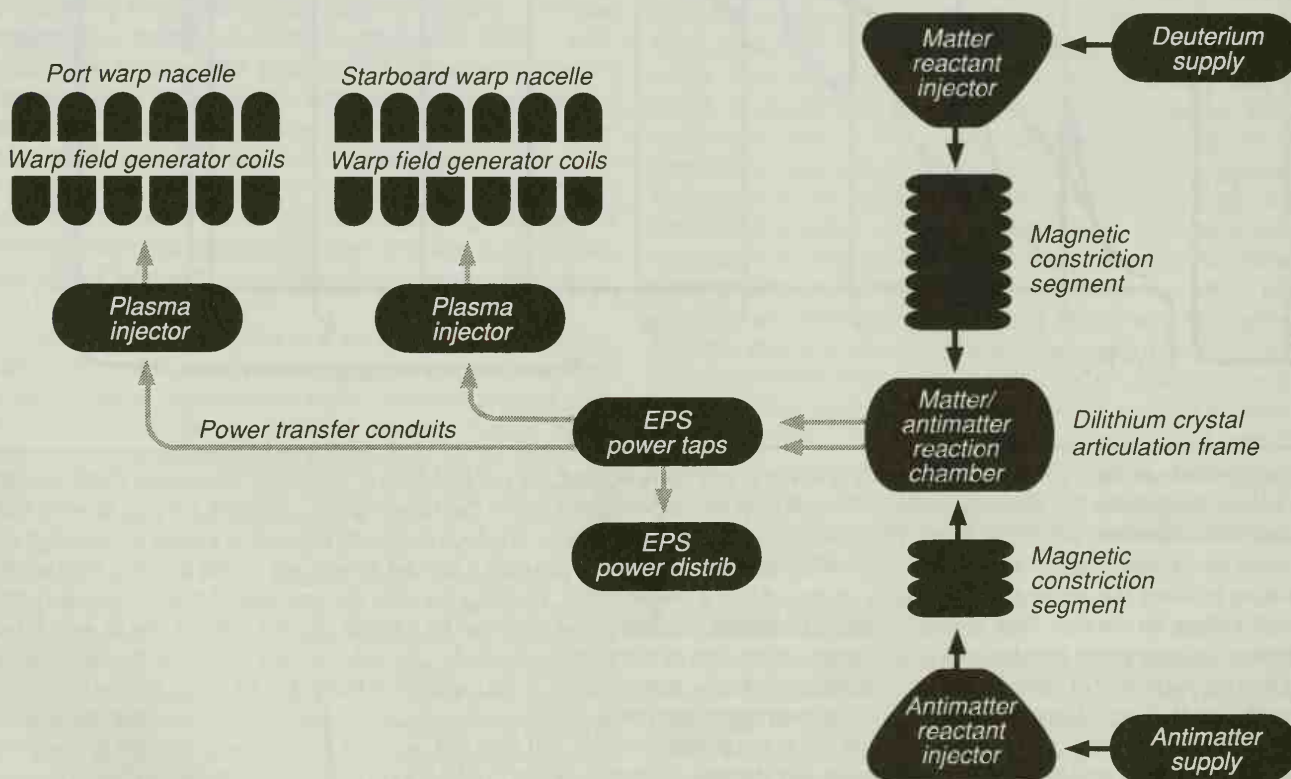 Matter
reactant
injector
Deuterium
supply
Port warp nacelle
Starboard warp nacelle
Warp field generator coils
Warp field generator coils
Magnetic
constriction
segment
Plasma
injector
Plasma
injector
Matter/
antimatter
reaction
chamber
Dilithium crystal
articulation frame
EPS
power taps
Power transfer conduits
EPS
power distrib
Magnetic
constriction
segment
Antimatter
reactant
injector
Antimatter
supply